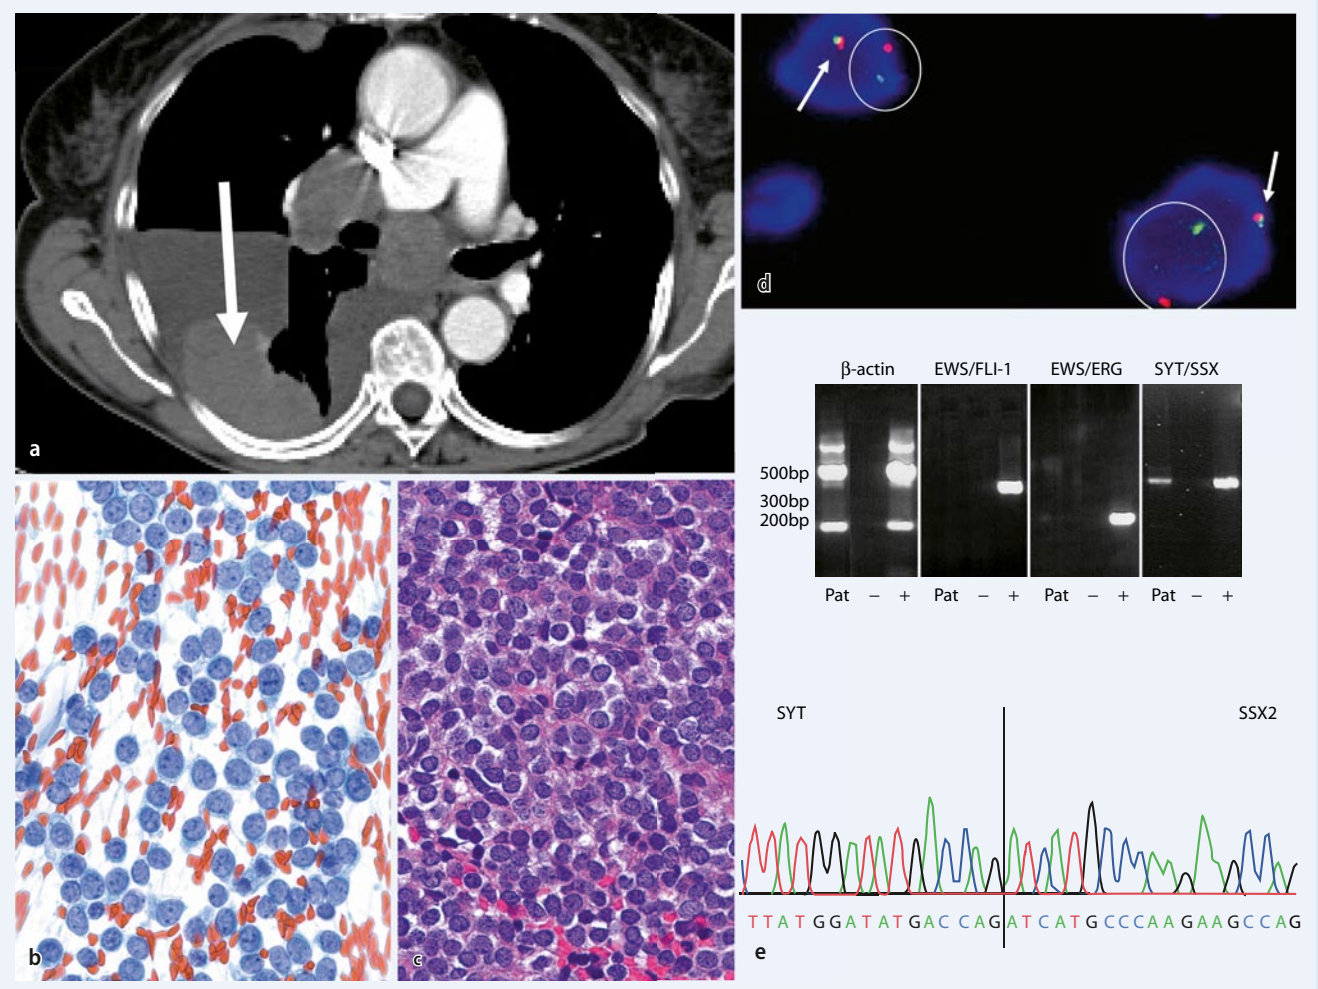 a
b
c
d
β-actin EWS/FLI-1 EWS/ERG SYT/SSX
500bp
300bp
200bp
Pat – + Pat – + Pat – + Pat – +
SYT SSX2
TTATGGATATGACCAGATCATGCCCAAGAAGCCAG
e